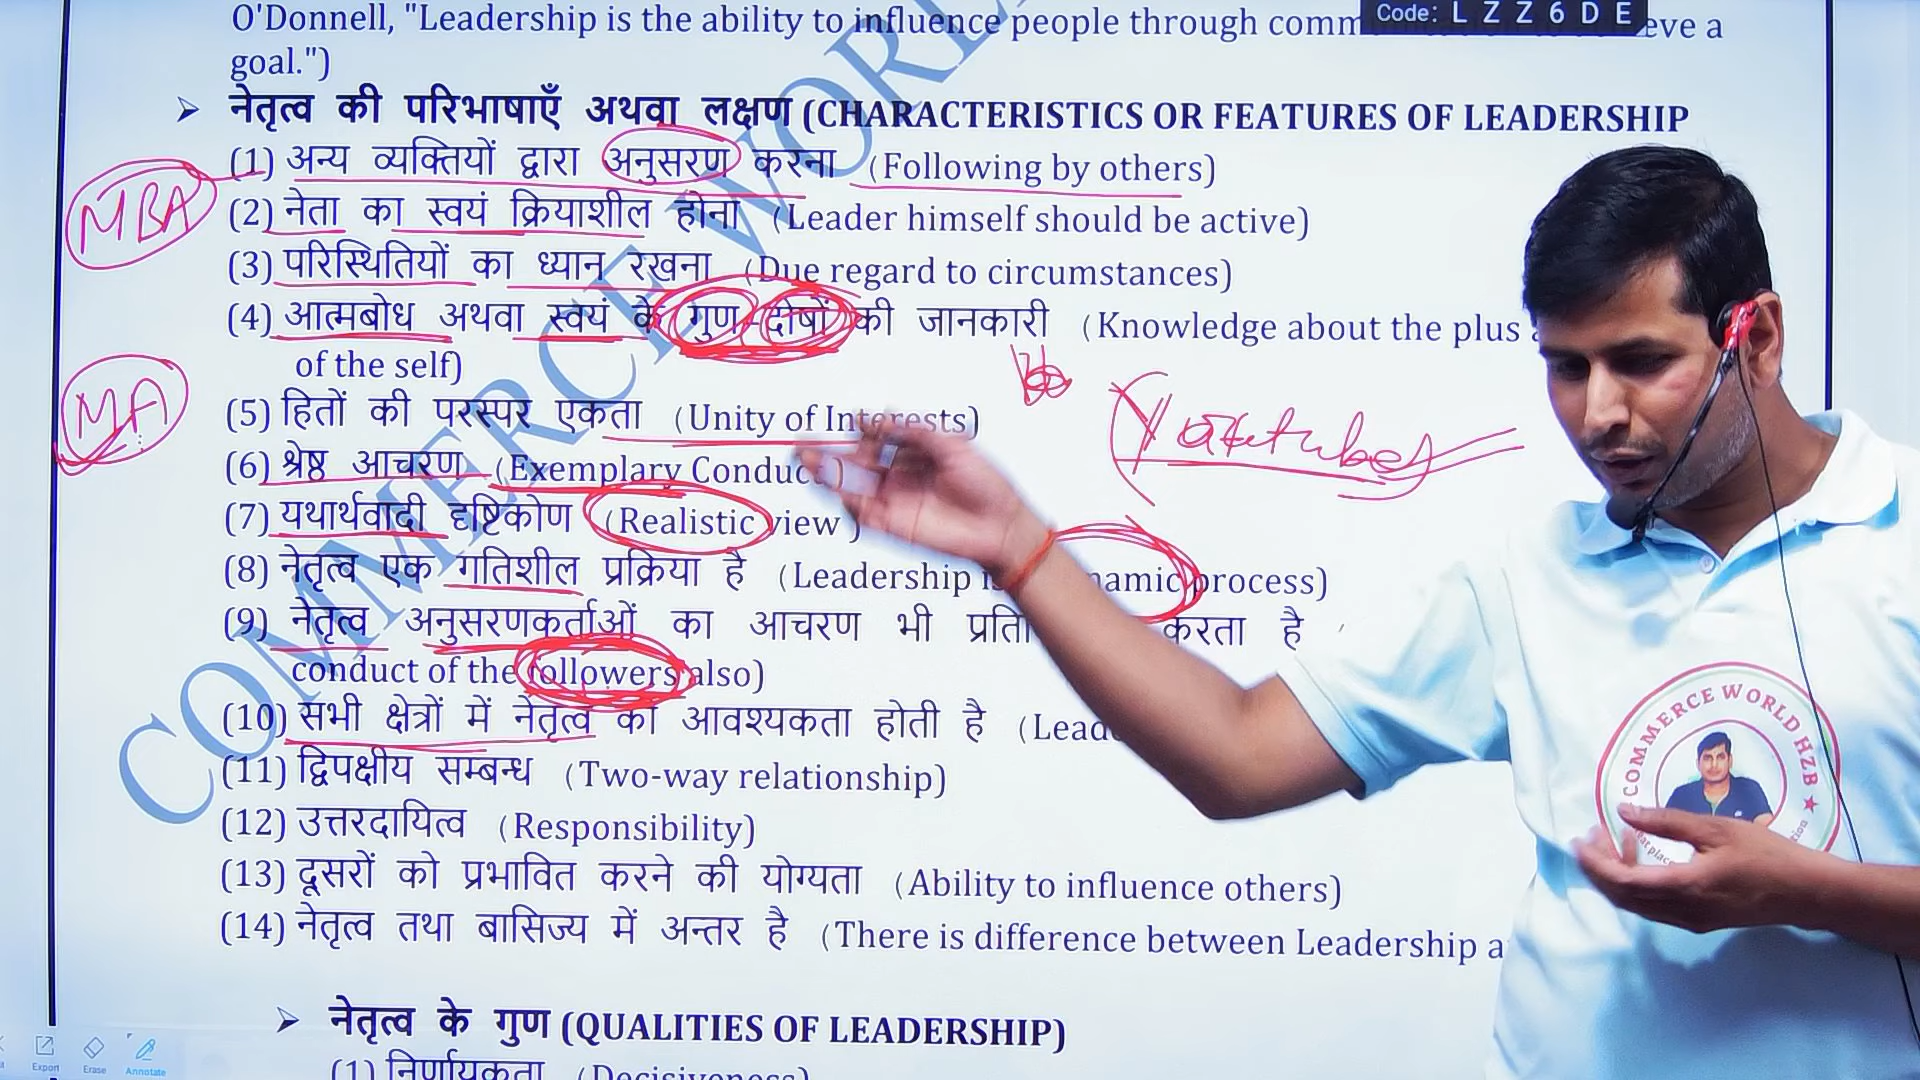 O'Donnell, "Leadership is the ability to influence people through comm
Code: L Z Z 6 D E
eve a
goal.")
➢ नेतृत्व की परिभाषाएँ अथवा लक्षण (CHARACTERISTICS OR FEATURES OF LEADERSHIP
(1) अन्य व्यक्तियों द्वारा अनुसरण करना (Following by others)
MBA
(2) नेता का स्वयं क्रियाशील होना (Leader himself should be active)
(3) परिस्थितियों का ध्यान रखना (Due regard to circumstances)
(4) आत्मबोध अथवा स्वयं के गुण-दोषों की जानकारी (Knowledge about the plus
of the self)
MA
(5) हितों की परस्पर एकता (Unity of Interests)
(6) श्रेष्ठ आचरण (Exemplary Conduct)
(7) यथार्थवादी दृष्टिकोण (Realistic view )
(8) नेतृत्व एक गतिशील प्रक्रिया है (Leadership namic process)
(9) नेतृत्व अनुसरणकर्ताओं का आचरण भी प्रति करता है
conduct of the followers also)
(10) सभी क्षेत्रों में नेतृत्व की आवश्यकता होती है (Lead
(11) द्विपक्षीय सम्बन्ध (Two-way relationship)
(12) उत्तरदायित्व (Responsibility)
(13) दूसरों को प्रभावित करने की योग्यता (Ability to influence others)
(14) नेतृत्व तथा बासिज्य में अन्तर है (There is difference between Leadership a
➢ नेतृत्व के गुण (QUALITIES OF LEADERSHIP)
(1) निर्णायकता (Decisiveness)
COMMERCE WORL
COMMERCE WORLD HZB
Export
Erase
Annotate